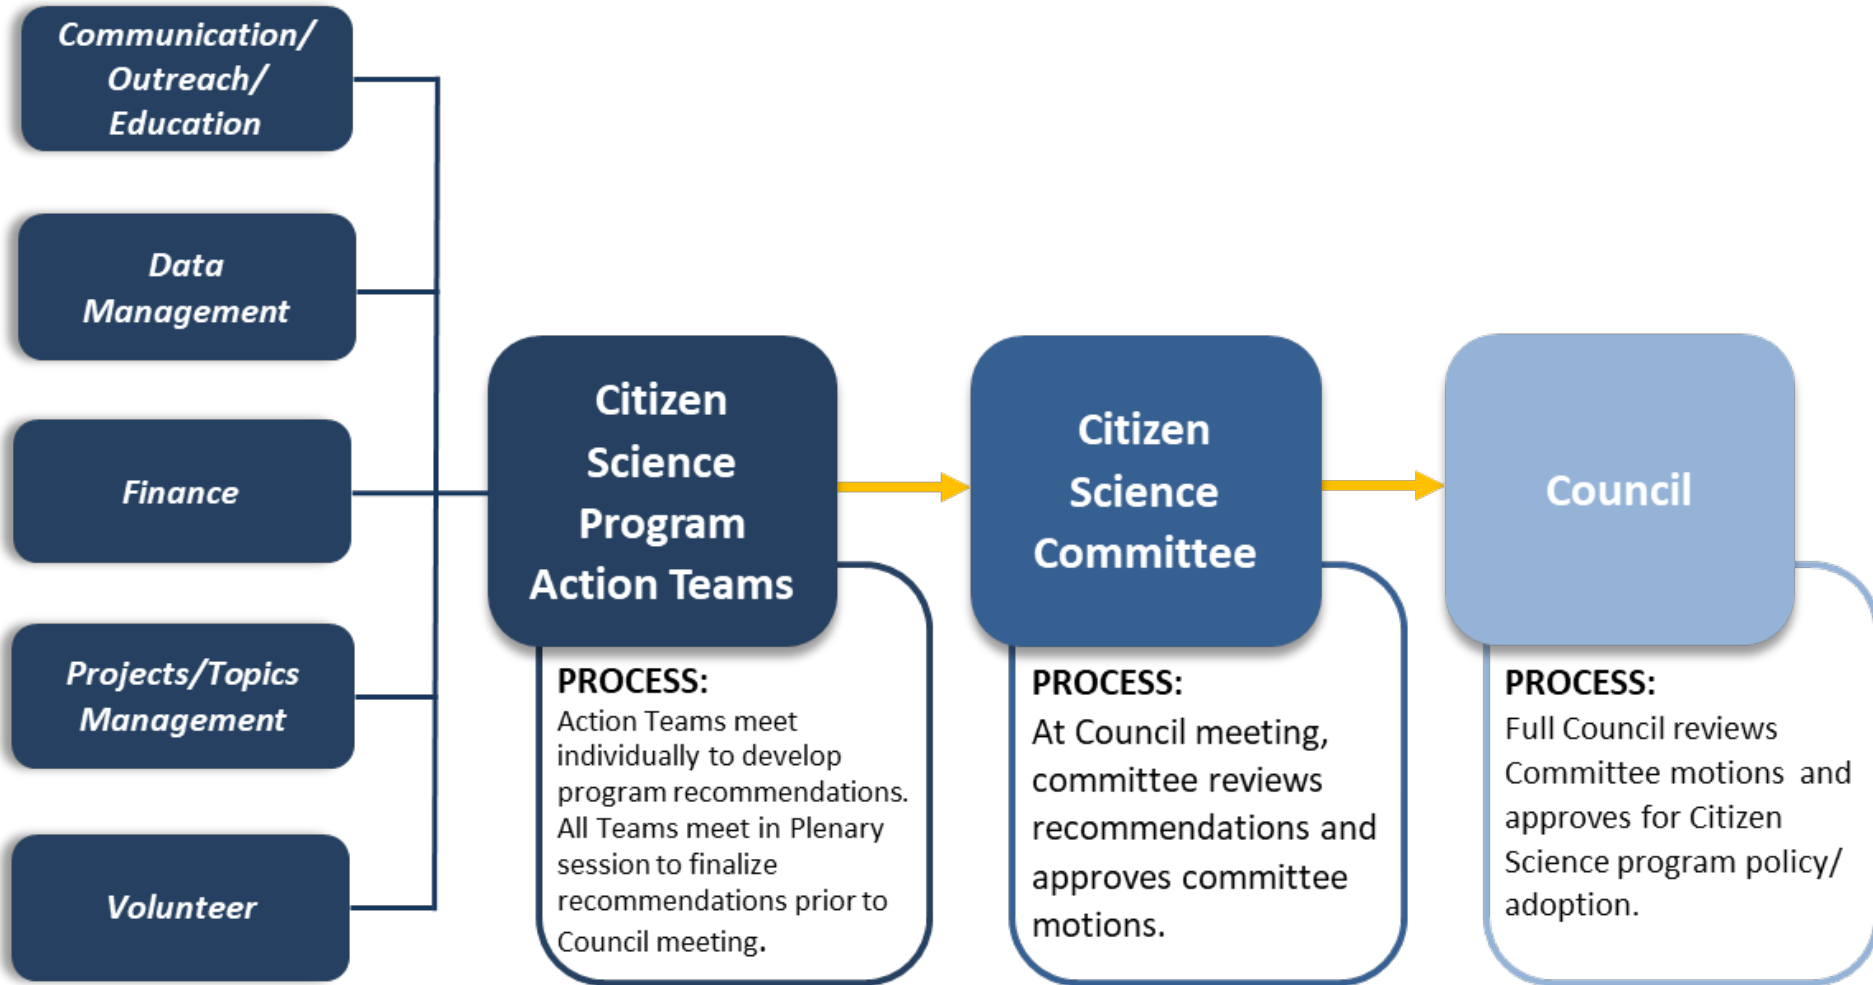 Communication/
Outreach/
Education
Data
Management
Finance
Projects/Topics
Management
Volunteer
Citizen
Science
Program
Action Teams
PROCESS:
Action Teams meet
individually to develop
program recommendations.
All Teams meet in Plenary
session to finalize
recommendations prior to
Council meeting.
Citizen
Science
Committee
PROCESS:
At Council meeting,
committee reviews
recommendations and
approves committee
motions.
Council
PROCESS:
Full Council reviews
Committee motions and
approves for Citizen
Science program policy/
adoption.